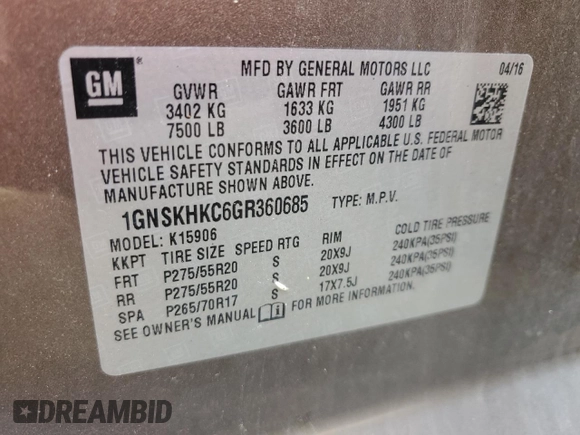 GM
MFD BY GENERAL MOTORS LLC 04/16
GVWR GAWR FRT GAWR RR
3402 KG 1633 KG 1951 KG
7500 LB 3600 LB 4300 LB
THIS VEHICLE CONFORMS TO ALL APPLICABLE U.S. FEDERAL MOTOR
VEHICLE SAFETY STANDARDS IN EFFECT ON THE DATE OF
MANUFACTURE SHOWN ABOVE.
1GNSKHKC6GR360685 TYPE: M.P.V.
MODEL: K15906
KKPT TIRE SIZE SPEED RTG RIM COLD TIRE PRESSURE
FRT P275/55R20 S 20X9J 240KPA(35PSI)
RR P275/55R20 S 20X9J 240KPA(35PSI)
SPA P265/70R17 S 17X7.5J 240KPA(35PSI)
SEE OWNER'S MANUAL FOR MORE INFORMATION.
DREAMBID